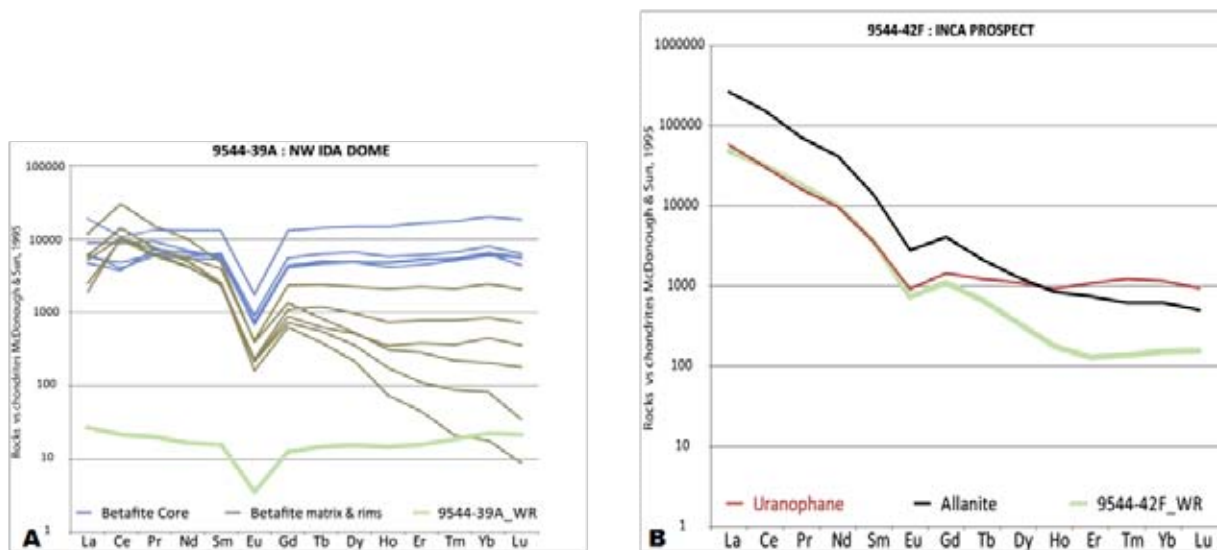 9544-39A : NW IDA DOME
Rocks vs chondrites McDonough & Sun, 1995
100000
10000
1000
100
10
1
Betafite Core
Betafite matrix & rims
9544-39A_WR
A
La Ce Pr Nd Sm Eu Gd Tb Dy Ho Er Tm Yb Lu
9544-42F : INCA PROSPECT
Rocks vs chondrites McDonough & Sun, 1995
1000000
100000
10000
1000
100
10
1
Uranophane
Allanite
9544-42F_WR
B
La Ce Pr Nd Sm Eu Gd Tb Dy Ho Er Tm Yb Lu